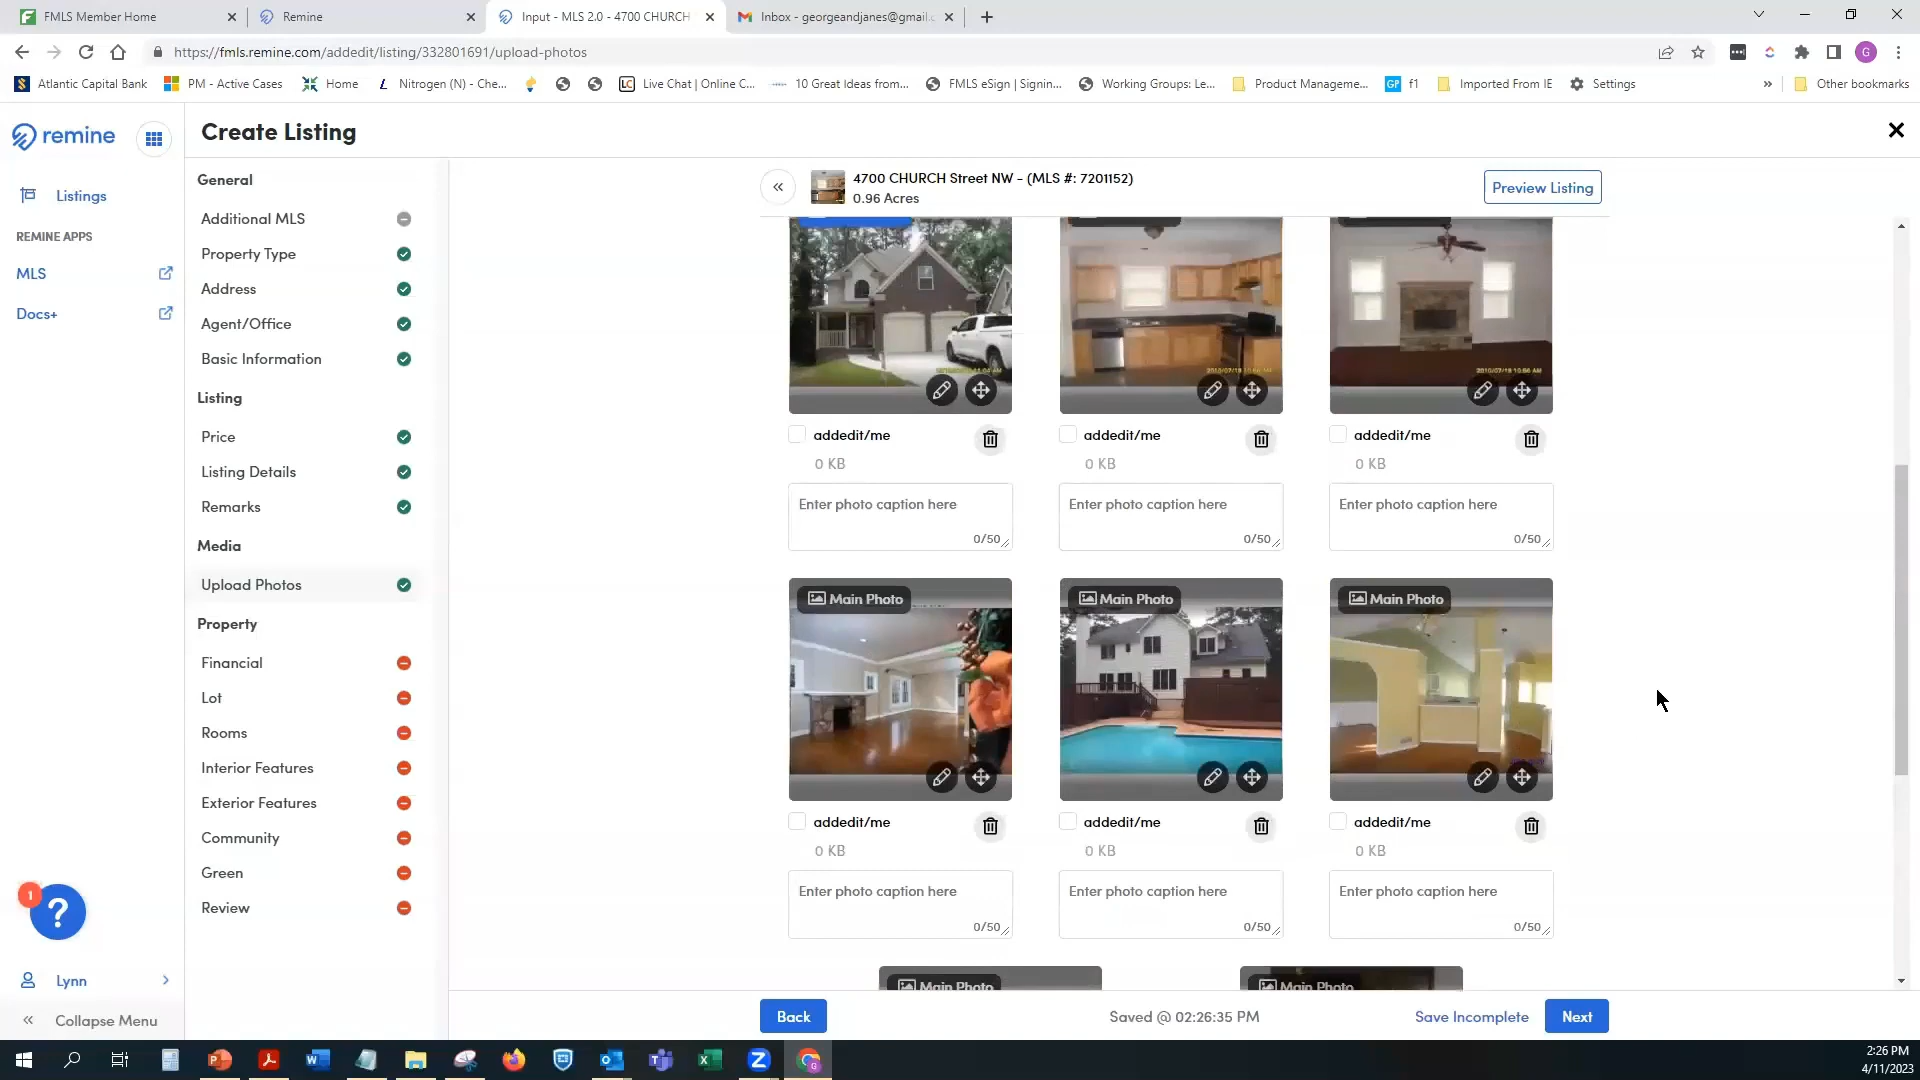 FMLS Member Home
Remine
Input - MLS 2.0 - 4700 CHURCH
Inbox - georgeandjanes@gmail.c
https://fmls.remine.com/addedit/listing/332801691/upload-photos
G
Atlantic Capital Bank
PM - Active Cases
Home
Nitrogen (N) - Che...
LC Live Chat | Online C...
10 Great Ideas from...
FMLS eSign | Signin...
Working Groups: Le...
Product Manageme...
GP f1
Imported From IE
Settings
»
Other bookmarks
remine
Create Listing
Listings
REMINE APPS
MLS
Docs+
General
Additional MLS
Property Type
Address
Agent/Office
Basic Information
Listing
Price
Listing Details
Remarks
Media
Upload Photos
Property
Financial
Lot
Rooms
Interior Features
Exterior Features
Community
Green
Review
1
?
Lynn
Collapse Menu
4700 CHURCH Street NW - (MLS #: 7201152)
0.96 Acres
Preview Listing
addedit/me addedit/me addedit/me
0 KB 0 KB 0 KB
Enter photo caption here Enter photo caption here Enter photo caption here
0/50 0/50 0/50
Main Photo Main Photo Main Photo
addedit/me addedit/me addedit/me
0 KB 0 KB 0 KB
Enter photo caption here Enter photo caption here Enter photo caption here
0/50 0/50 0/50
Main Photo Main Photo
Back
Saved @ 02:26:35 PM
Save Incomplete
Next
2:26 PM
4/11/2023